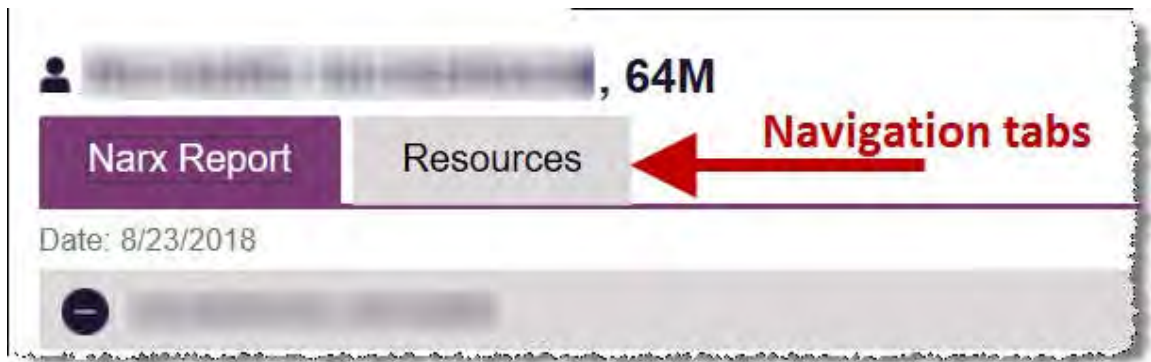 , 64M
Narx Report Resources Navigation tabs
Date: 8/23/2018